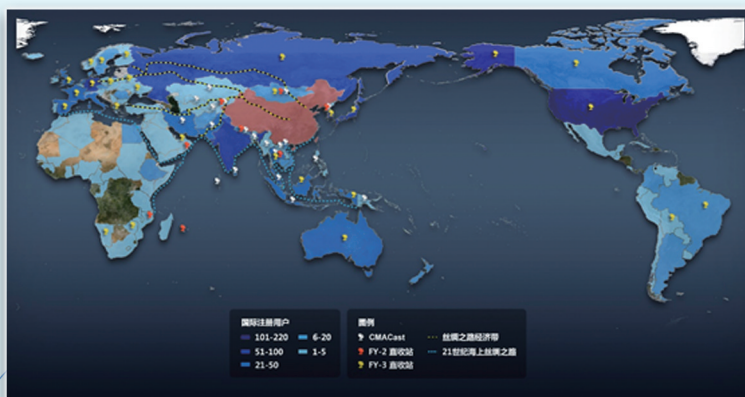 国际注册用户
101-220
51-100
21-50
6-20
1-5
图例
CMACast
FY-2 直收站
FY-3 直收站
丝绸之路经济带
21世纪海上丝绸之路